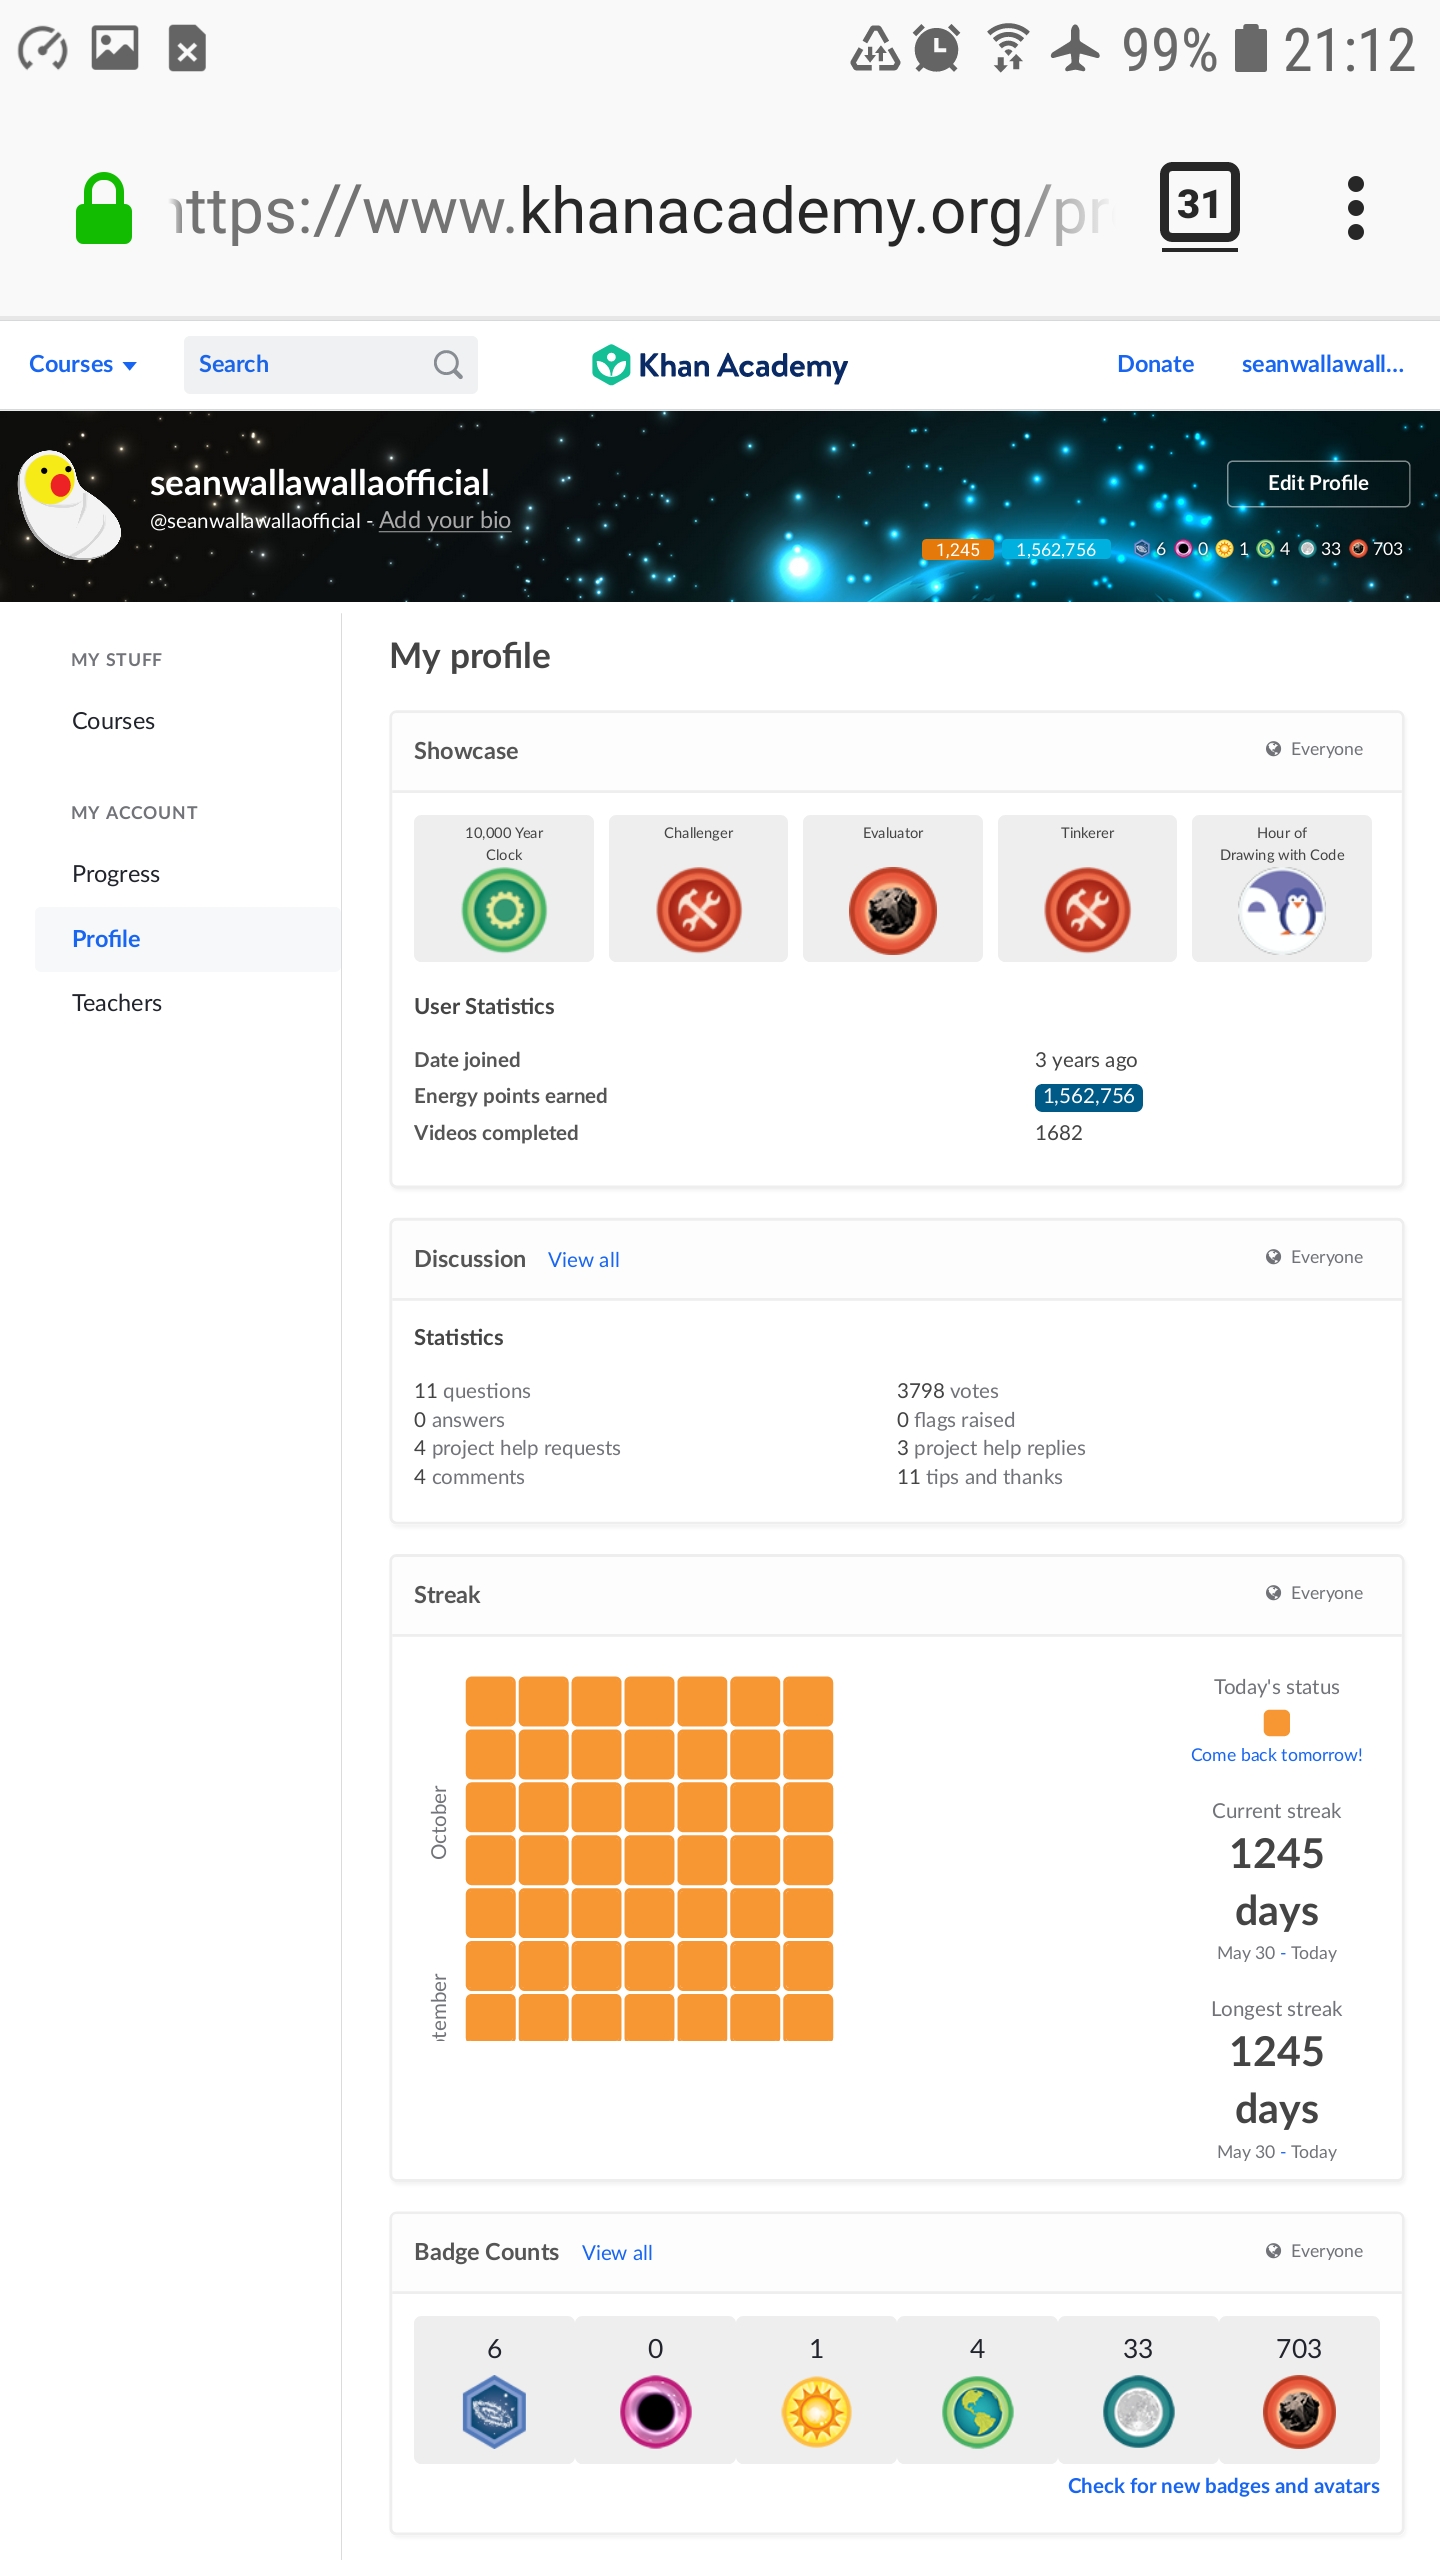 99% 21:12
https://www.khanacademy.org/pr
31
Courses
Search
Khan Academy
Donate
seanwallawall...
seanwallawallaofficial
@seanwallawallaofficial - Add your bio
Edit Profile
1,245 1,562,756 6 0 1 4 33 703
MY STUFF
Courses
MY ACCOUNT
Progress
Profile
Teachers
My profile
Showcase
Everyone
10,000 Year
Clock
Challenger
Evaluator
Tinkerer
Hour of
Drawing with Code
User Statistics
Date joined 3 years ago
Energy points earned 1,562,756
Videos completed 1682
Discussion View all
Everyone
Statistics
11 questions 3798 votes
0 answers 0 flags raised
4 project help requests 3 project help replies
4 comments 11 tips and thanks
Streak
Everyone
October
ptember
Today's status
Come back tomorrow!
Current streak
1245
days
May 30 - Today
Longest streak
1245
days
May 30 - Today
Badge Counts View all
Everyone
6 0 1 4 33 703
Check for new badges and avatars